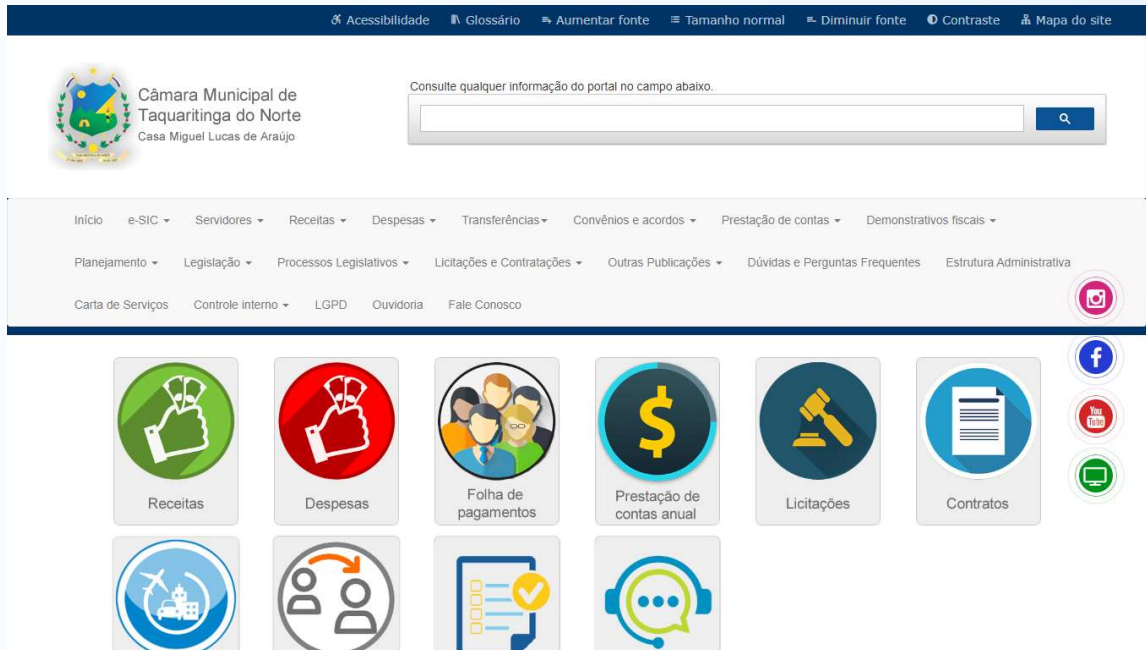 Acessibilidade Glossário Aumentar fonte Tamanho normal Diminuir fonte Contraste Mapa do site
Consulte qualquer informação do portal no campo abaixo.
Câmara Municipal de
Taquaritinga do Norte
Casa Miguel Lucas de Araújo
Início e-SIC Servidores Receitas Despesas Transferências Convênios e acordos Prestação de contas Demonstrativos fiscais
Planejamento Legislação Processos Legislativos Licitações e Contratações Outras Publicações Dúvidas e Perguntas Frequentes Estrutura Administrativa
Carta de Serviços Controle interno LGPD Ouvidoria Fale Conosco
Receitas
Despesas
Folha de
pagamentos
Prestação de
contas anual
Licitações
Contratos
You
Tube